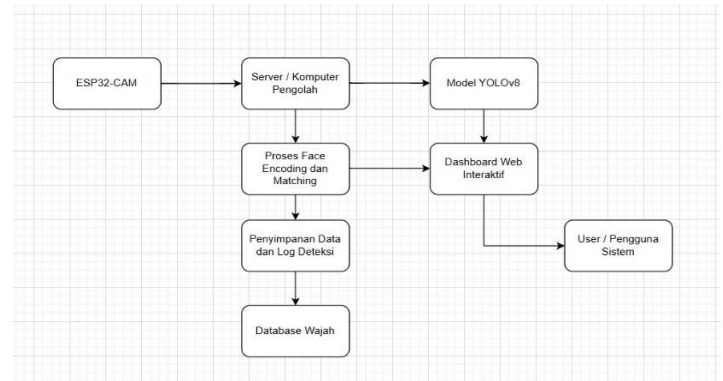 ESP32-CAM
Server / Komputer
Pengolah
Model YOLOv8
Proses Face
Encoding dan
Matching
Dashboard Web
Interaktif
Penyimpanan Data
dan Log Deteksi
User / Pengguna
Sistem
Database Wajah